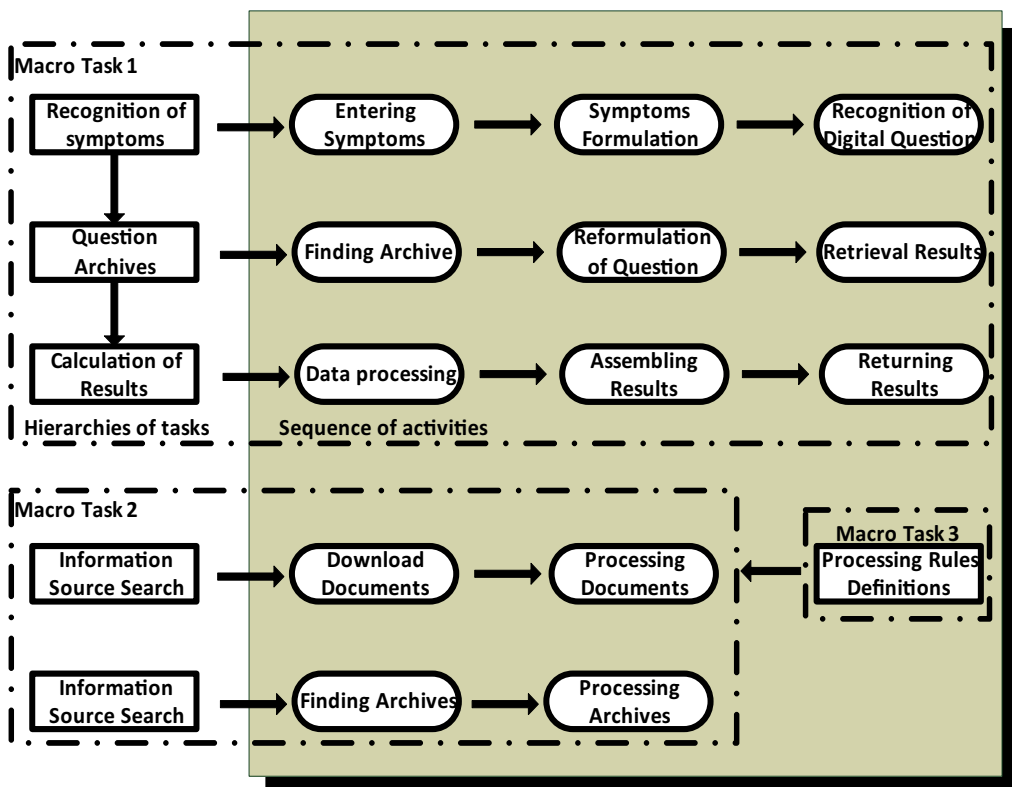 Macro Task 1
Recognition of
symptoms
Entering
Symptoms
Symptoms
Formulation
Recognition of
Digital Question
Question
Archives
Finding Archive
Reformulation
of Question
Retrieval Results
Calculation of
Results
Data processing
Assembling
Results
Returning
Results
Hierarchies of tasks
Sequence of activities
Macro Task 2
Information
Source Search
Download
Documents
Processing
Documents
Macro Task 3
Processing Rules
Definitions
Information
Source Search
Finding Archives
Processing
Archives